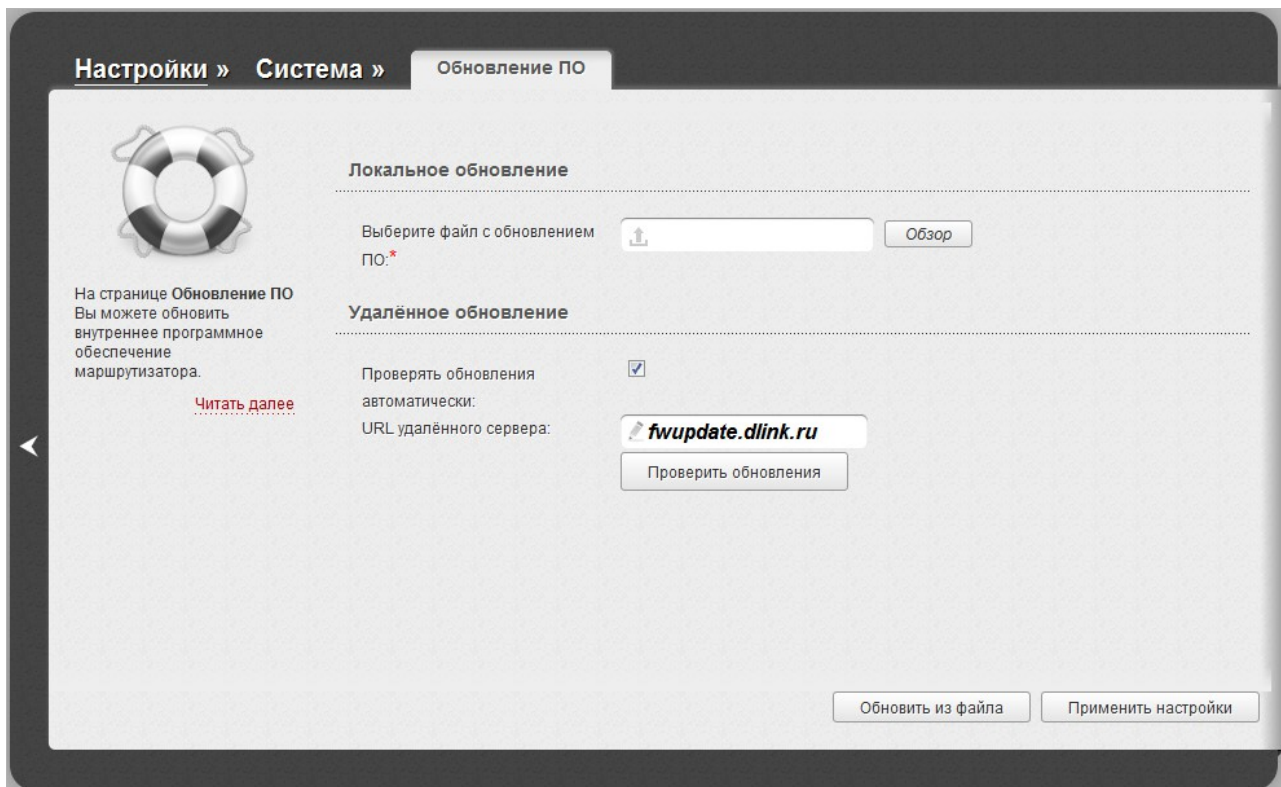 Настройки » Система » Обновление ПО
На странице Обновление ПО
Вы можете обновить
внутреннее программное
обеспечение
маршрутизатора.
Читать далее
Локальное обновление
Выберите файл с обновлением
ПО:*
Обзор
Удалённое обновление
Проверять обновления
автоматически:
URL удалённого сервера:
fwupdate.dlink.ru
Проверить обновления
Обновить из файла
Применить настройки